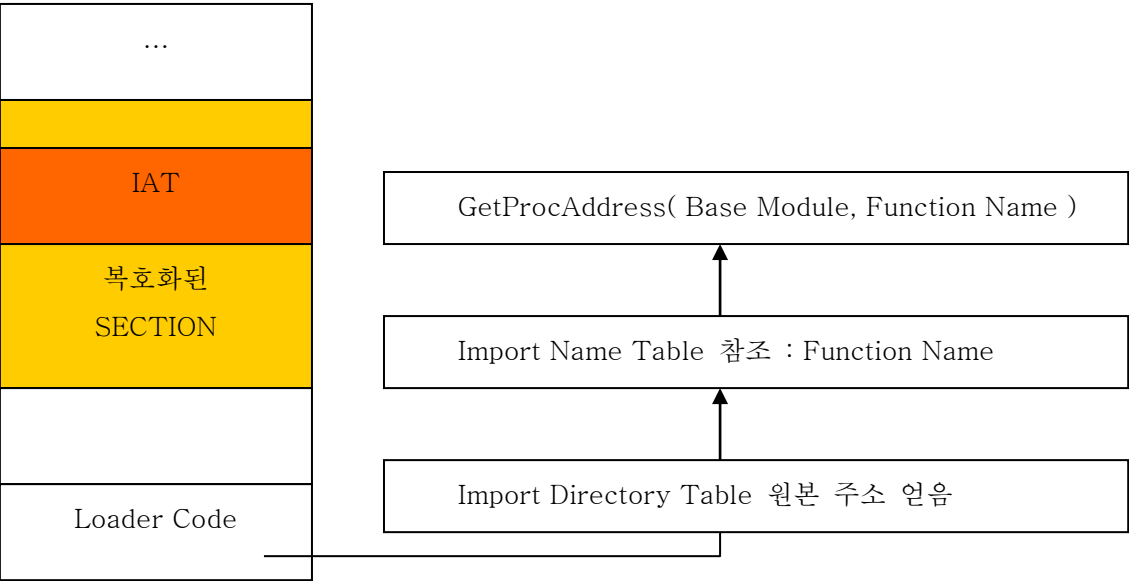 ...
IAT
복호화된
SECTION
Loader Code
GetProcAddress( Base Module, Function Name )
Import Name Table 참조 : Function Name
Import Directory Table 원본 주소 얻음